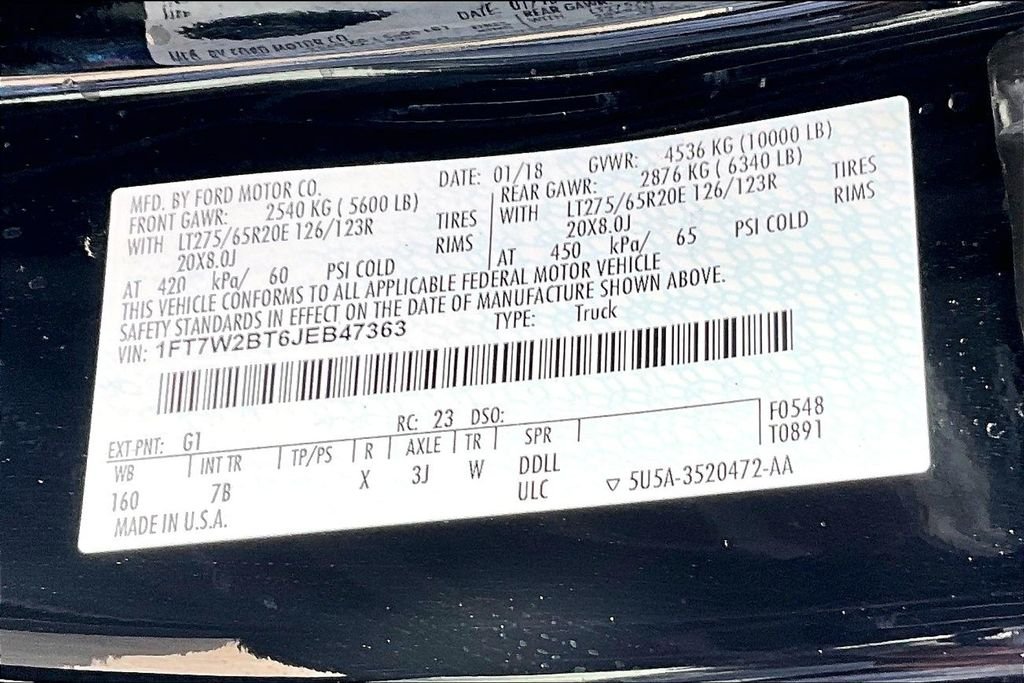 MFD. BY FORD MOTOR CO. DATE: 01/18 GVWR: 4536 KG (10000 LB)
FRONT GAWR: 2540 KG ( 5600 LB) REAR GAWR: 2876 KG ( 6340 LB)
WITH LT275/65R20E 126/123R TIRES WITH LT275/65R20E 126/123R TIRES
20X8.0J RIMS 20X8.0J RIMS
AT 420 kPa/ 60 PSI COLD AT 450 kPa/ 65 PSI COLD
THIS VEHICLE CONFORMS TO ALL APPLICABLE FEDERAL MOTOR VEHICLE
SAFETY STANDARDS IN EFFECT ON THE DATE OF MANUFACTURE SHOWN ABOVE.
VIN: 1FT7W2BT6JEB47363 TYPE: Truck
EXT PNT: G1 RC: 23 DSO: F0548
WB INT TR TP/PS R AXLE TR SPR T0891
160 7B X 3J W DDLL
ULC ▽ 5U5A-3520472-AA
MADE IN U.S.A.